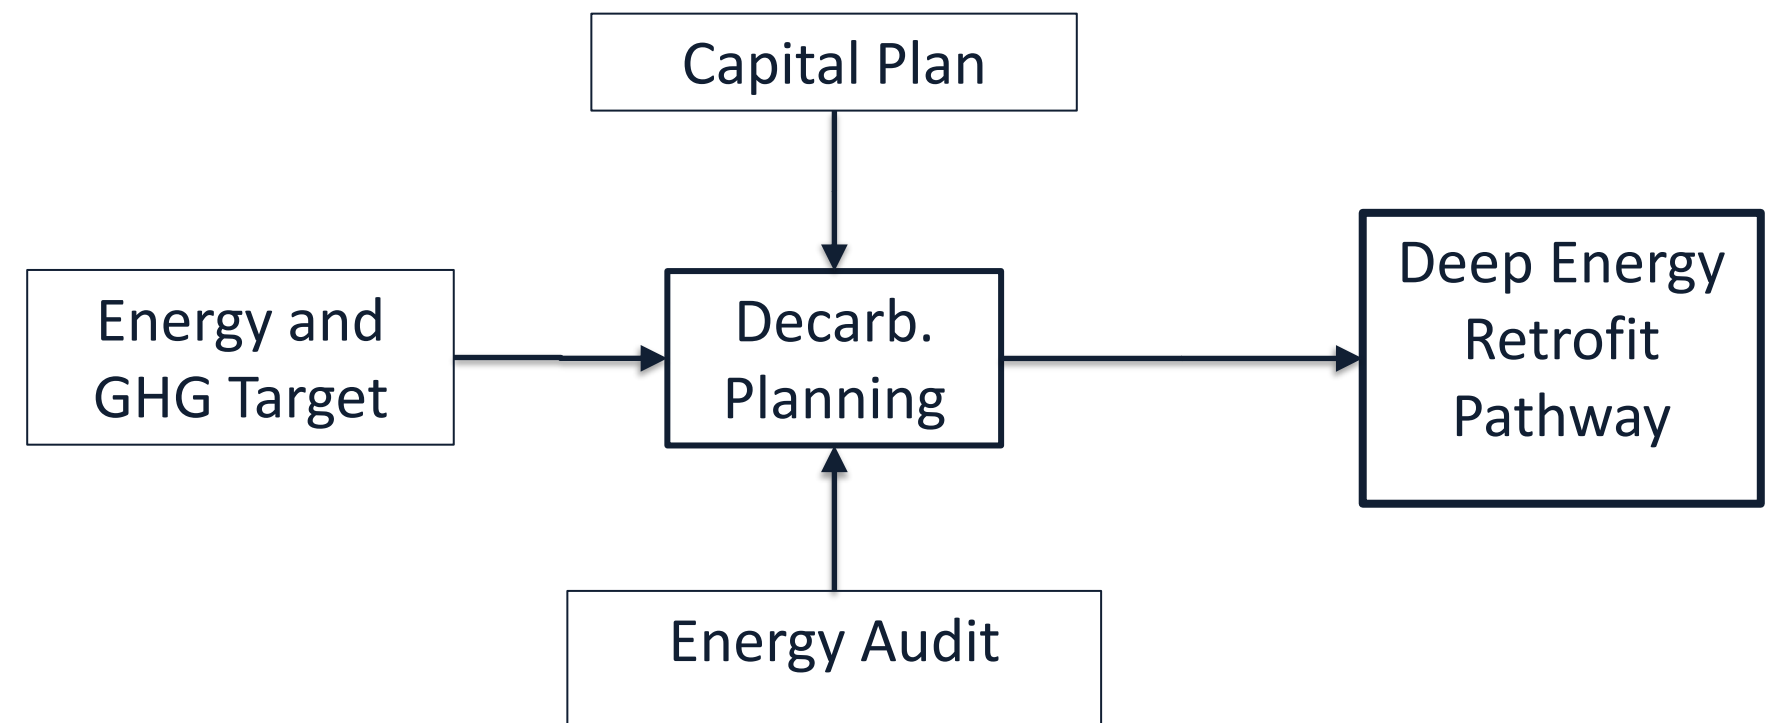 Capital Plan
Energy and
GHG Target
Decarb.
Planning
Deep Energy
Retrofit
Pathway
Energy Audit